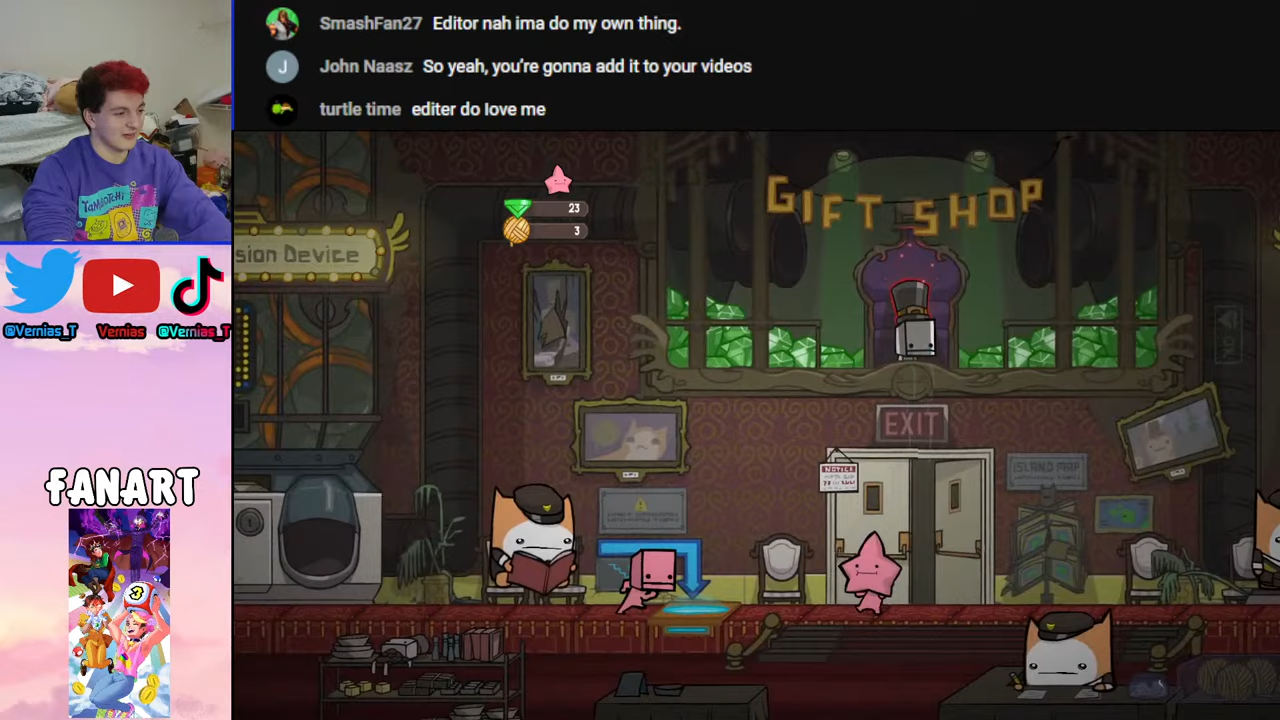 SmashFan27 Editor nah ima do my own thing.
John Naasz So yeah, you're gonna add it to your videos
turtle time editer do love me
J
GIFT SHOP
23
3
sion Device
TAMAGOTCHI
@Vernias_T
Vernias
@Vernias_T
EXIT
NOTICE
ISLAND MAP
FANART
3